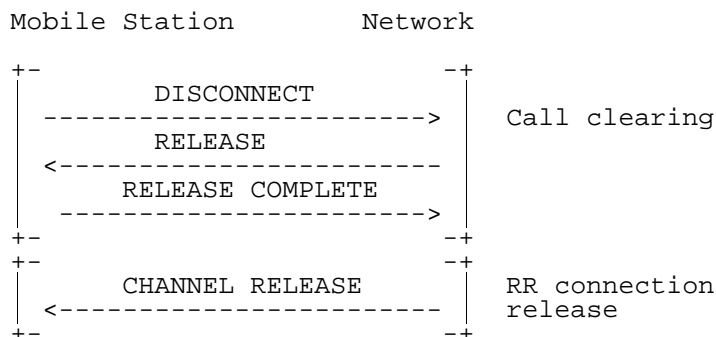 Mobile Station Network
+- -+
DISCONNECT
------------------------> Call clearing
RELEASE
<------------------------
RELEASE COMPLETE
----------------------->
+- -+
+- -+
CHANNEL RELEASE RR connection
<------------------------ release
+- -+